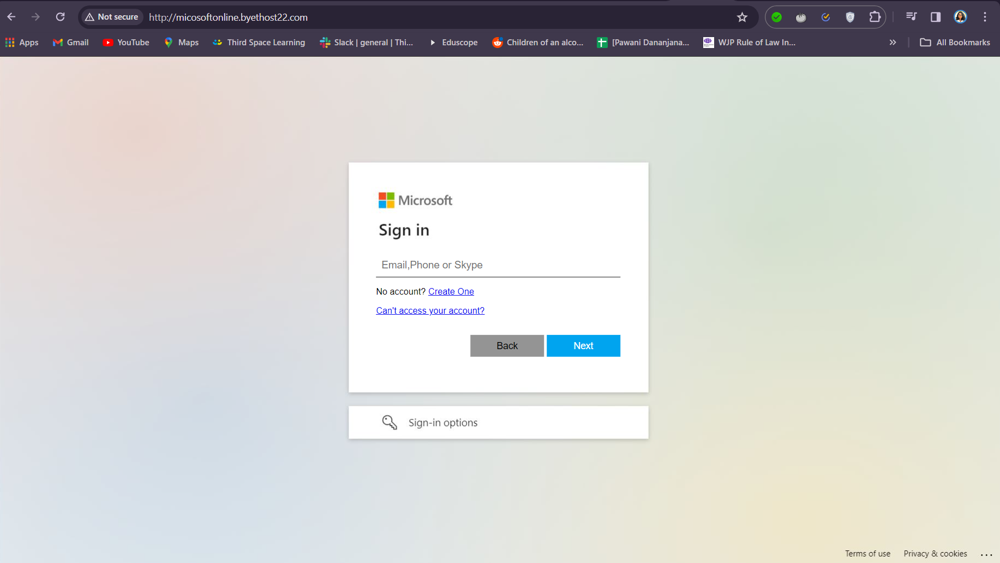 Not secure http://micosoftonline.byethost22.com
Apps Gmail YouTube Maps Third Space Learning Slack | general | Thi... Eduscope Children of an alco... [Pawani Dananjana... WJP Rule of Law In... » All Bookmarks
Microsoft
Sign in
Email,Phone or Skype
No account? Create One
Can't access your account?
Back Next
Sign-in options
Terms of use Privacy & cookies ...